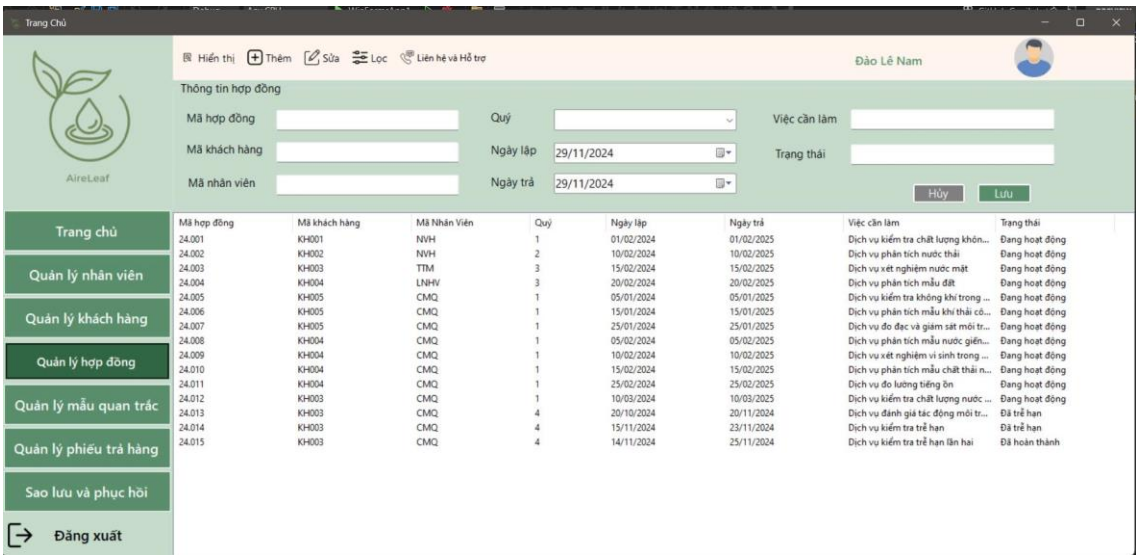 Trang Chủ
Hiển thị Thêm Sửa Lọc Liên hệ và Hỗ trợ Đào Lê Nam
Thông tin hợp đồng
Mã hợp đồng Quý Việc cần làm
Mã khách hàng Ngày lập 29/11/2024 Trạng thái
Mã nhân viên Ngày trả 29/11/2024
Hủy Lưu
AireLeaf
Trang chủ
Quản lý nhân viên
Quản lý khách hàng
Quản lý hợp đồng
Quản lý mẫu quan trắc
Quản lý phiếu trả hàng
Sao lưu và phục hồi
Đăng xuất
Mã hợp đồng Mã khách hàng Mã Nhân Viên Quý Ngày lập Ngày trả Việc cần làm Trạng thái
24.001 KH001 NVH 1 01/02/2024 01/02/2025 Dịch vụ kiểm tra chất lượng khôn... Đang hoạt động
24.002 KH002 NVH 2 10/02/2024 10/02/2025 Dịch vụ phân tích nước thải Đang hoạt động
24.003 KH003 TTM 3 15/02/2024 15/02/2025 Dịch vụ xét nghiệm nước mặt Đang hoạt động
24.004 KH004 LNHV 3 20/02/2024 20/02/2025 Dịch vụ phân tích mẫu đất Đang hoạt động
24.005 KH005 CMQ 1 05/01/2024 05/01/2025 Dịch vụ kiểm tra không khí trong ... Đang hoạt động
24.006 KH005 CMQ 1 15/01/2024 15/01/2025 Dịch vụ phân tích mẫu khí thải cô... Đang hoạt động
24.007 KH005 CMQ 1 25/01/2024 25/01/2025 Dịch vụ đo đạc và giám sát môi tr... Đang hoạt động
24.008 KH004 CMQ 1 05/02/2024 05/02/2025 Dịch vụ phân tích mẫu nước giến... Đang hoạt động
24.009 KH004 CMQ 1 10/02/2024 10/02/2025 Dịch vụ xét nghiệm vi sinh trong ... Đang hoạt động
24.010 KH004 CMQ 1 15/02/2024 15/02/2025 Dịch vụ phân tích mẫu chất thải n... Đang hoạt động
24.011 KH004 CMQ 1 25/02/2024 25/02/2025 Dịch vụ đo lường tiếng ồn Đang hoạt động
24.012 KH003 CMQ 1 10/03/2024 10/03/2025 Dịch vụ kiểm tra chất lượng nước ... Đang hoạt động
24.013 KH003 CMQ 4 20/10/2024 20/11/2024 Dịch vụ đánh giá tác động môi tr... Đã trễ hạn
24.014 KH003 CMQ 4 15/11/2024 23/11/2024 Dịch vụ kiểm tra trễ hạn Đã trễ hạn
24.015 KH003 CMQ 4 14/11/2024 25/11/2024 Dịch vụ kiểm tra trễ hạn lần hai Đã hoàn thành